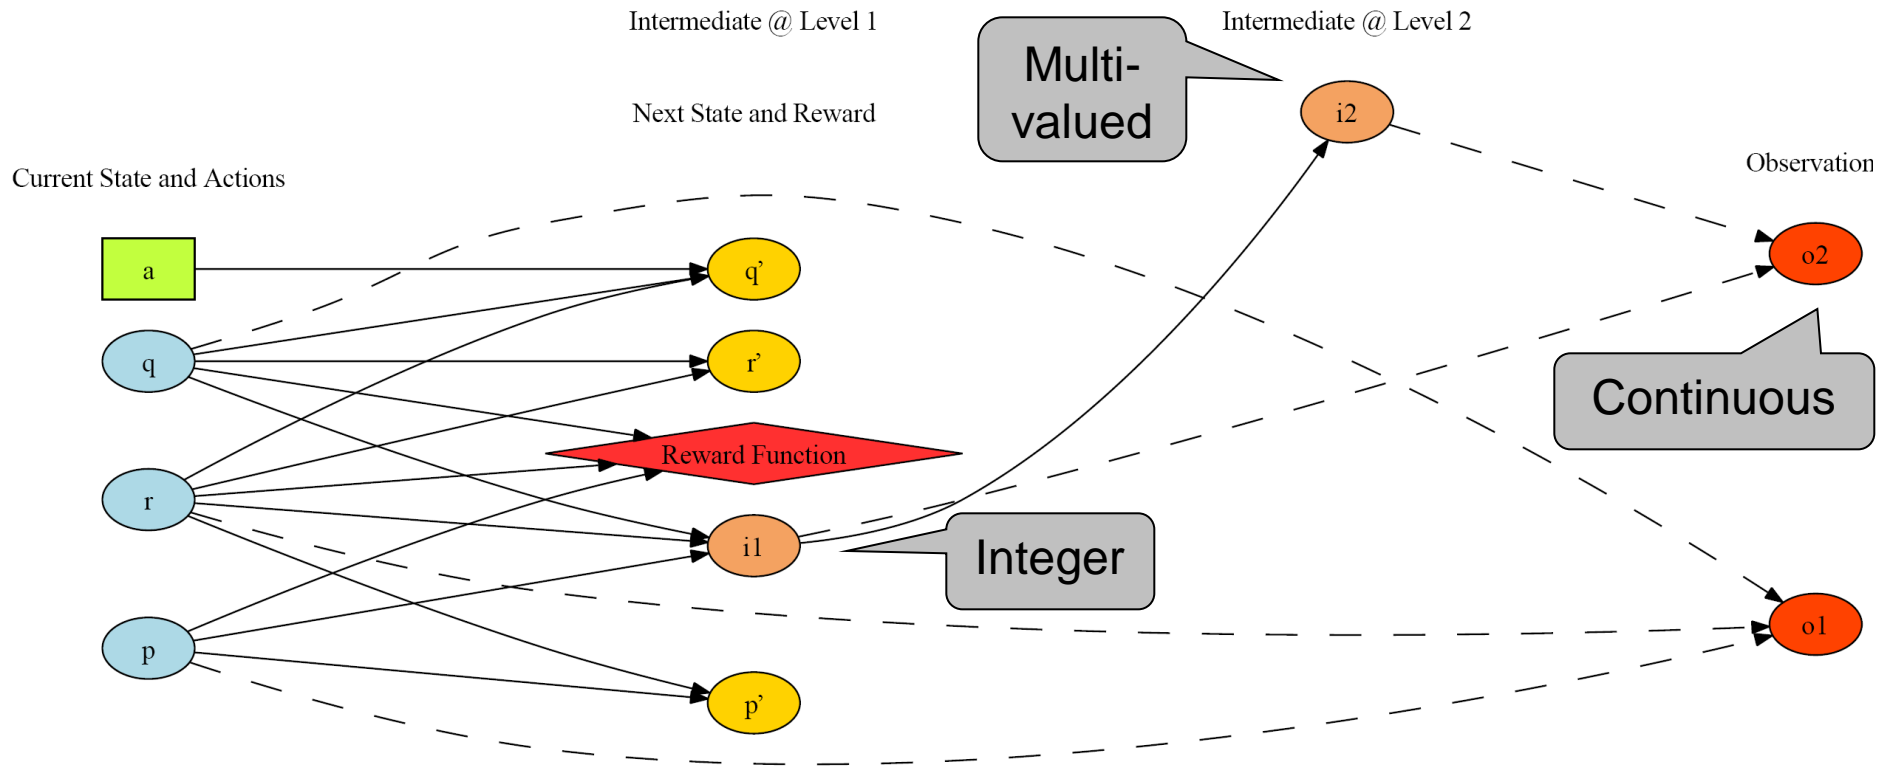 Intermediate @ Level 1
Intermediate @ Level 2
Multi-
valued
i2
Next State and Reward
Observation
Current State and Actions
a
q’
o2
q
r’
Continuous
Reward Function
r
i1
Integer
o1
p
p’